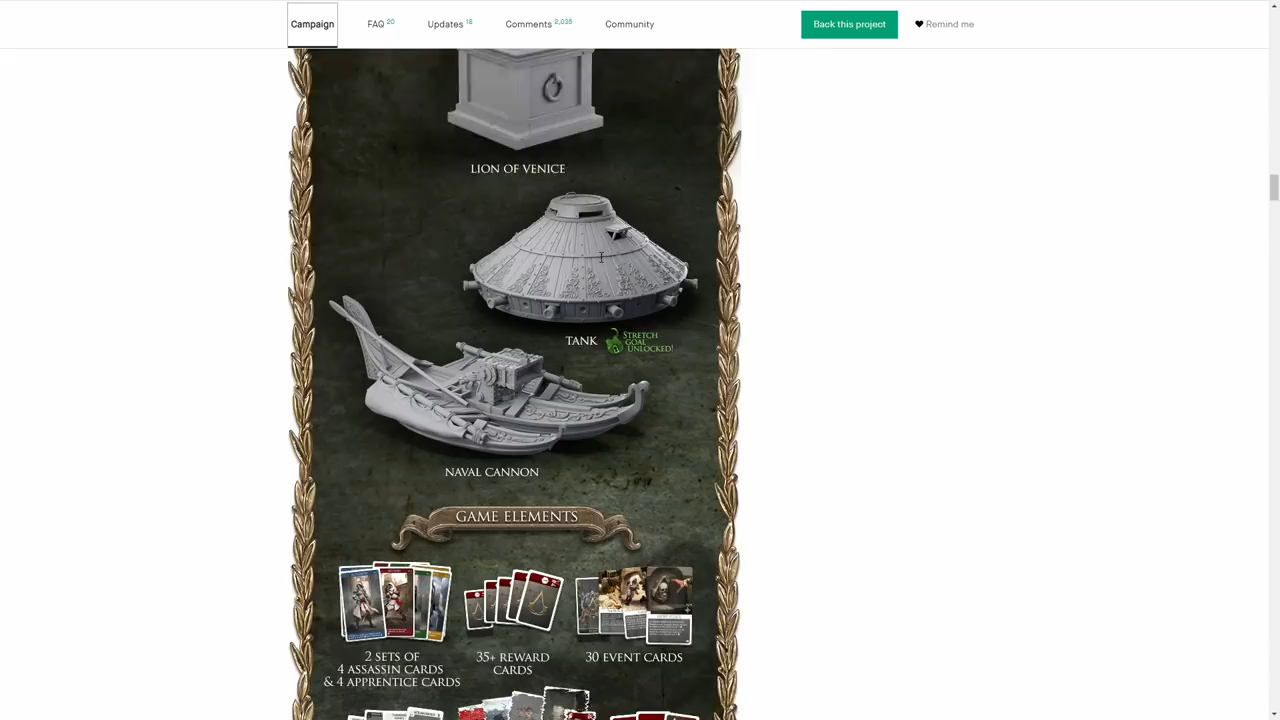 Campaign
FAQ 20
Updates 18
Comments 2,035
Community
Back this project
Remind me
LION OF VENICE
TANK
STRETCH
GOAL
UNLOCKED!
NAVAL CANNON
GAME ELEMENTS
2 SETS OF
4 ASSASSIN CARDS
& 4 APPRENTICE CARDS
35+ REWARD
CARDS
30 EVENT CARDS